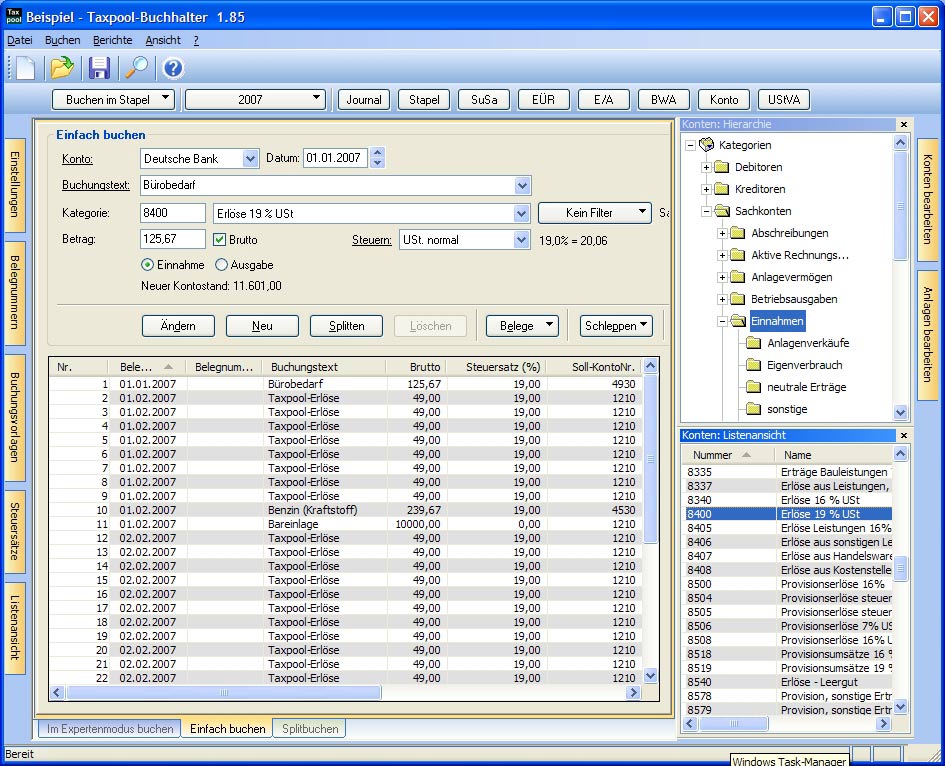 Tax pool Beispiel - Taxpool-Buchhalter 1.85
Datei Buchen Berichte Ansicht ?
Buchen im Stapel 2007 Journal Stapel SuSa EÜR E/A BWA Konto UStVA
Einstellungen
Belegnummern
Buchungsvorlagen
Steuersätze
Listenansicht
Einfach buchen
Konto: Deutsche Bank Datum: 01.01.2007
Buchungstext: Bürobedarf
Kategorie: 8400 Erlöse 19 % USt Kein Filter
Betrag: 125,67 Brutto Steuern: USt. normal 19,0% = 20,06
Einnahme Ausgabe
Neuer Kontostand: 11.601,00
Ändern Neu Splitten Löschen Belege Schleppen
Nr. Bele... Belegnum... Buchungstext Brutto Steuersatz (%) Soll-KontoNr.
1 01.01.2007 Bürobedarf 125,67 19,00 4930
2 01.02.2007 Taxpool-Erlöse 49,00 19,00 1210
3 01.02.2007 Taxpool-Erlöse 49,00 19,00 1210
4 01.02.2007 Taxpool-Erlöse 49,00 19,00 1210
5 01.02.2007 Taxpool-Erlöse 49,00 19,00 1210
6 01.02.2007 Taxpool-Erlöse 49,00 19,00 1210
7 01.02.2007 Taxpool-Erlöse 49,00 19,00 1210
8 01.02.2007 Taxpool-Erlöse 49,00 19,00 1210
9 01.02.2007 Taxpool-Erlöse 49,00 19,00 1210
10 01.02.2007 Benzin (Kraftstoff) 239,67 19,00 4530
11 01.02.2007 Bareinlage 10000,00 0,00 1210
12 02.02.2007 Taxpool-Erlöse 49,00 19,00 1210
13 02.02.2007 Taxpool-Erlöse 49,00 19,00 1210
14 02.02.2007 Taxpool-Erlöse 49,00 19,00 1210
15 02.02.2007 Taxpool-Erlöse 49,00 19,00 1210
16 02.02.2007 Taxpool-Erlöse 49,00 19,00 1210
17 02.02.2007 Taxpool-Erlöse 49,00 19,00 1210
18 02.02.2007 Taxpool-Erlöse 49,00 19,00 1210
19 02.02.2007 Taxpool-Erlöse 49,00 19,00 1210
20 02.02.2007 Taxpool-Erlöse 49,00 19,00 1210
21 02.02.2007 Taxpool-Erlöse 49,00 19,00 1210
22 02.02.2007 Taxpool-Erlöse 49,00 19,00 1210
Im Expertenmodus buchen Einfach buchen Splitbuchen
Konten: Hierarchie
Kategorien
Debitoren
Kreditoren
Sachkonten
Abschreibungen
Aktive Rechnungs...
Anlagevermögen
Betriebsausgaben
Einnahmen
Anlagenverkäufe
Eigenverbrauch
neutrale Erträge
sonstige
Konten: Listenansicht
Nummer Name
8335 Erträge Bauleistungen
8337 Erlöse aus Leistungen,
8340 Erlöse 16 % USt
8400 Erlöse 19 % USt
8405 Erlöse Leistungen 16%
8406 Erlöse aus sonstigen Le
8407 Erlöse aus Handelsware
8408 Erlöse aus Kostenstelle
8500 Provisionserlöse 16%
8504 Provisionserlöse steuer
8505 Provisionserlöse steuer
8506 Provisionserlöse 7% US
8508 Provisionserlöse 16% U
8518 Provisionsumsätze 16 %
8519 Provisionsumsätze 19 %
8540 Erlöse - Leergut
8578 Provision, sonstige Ertr
8579 Provision, sonstige Ertr
Konten bearbeiten
Anlagen bearbeiten
Bereit
Windows Task-Manager